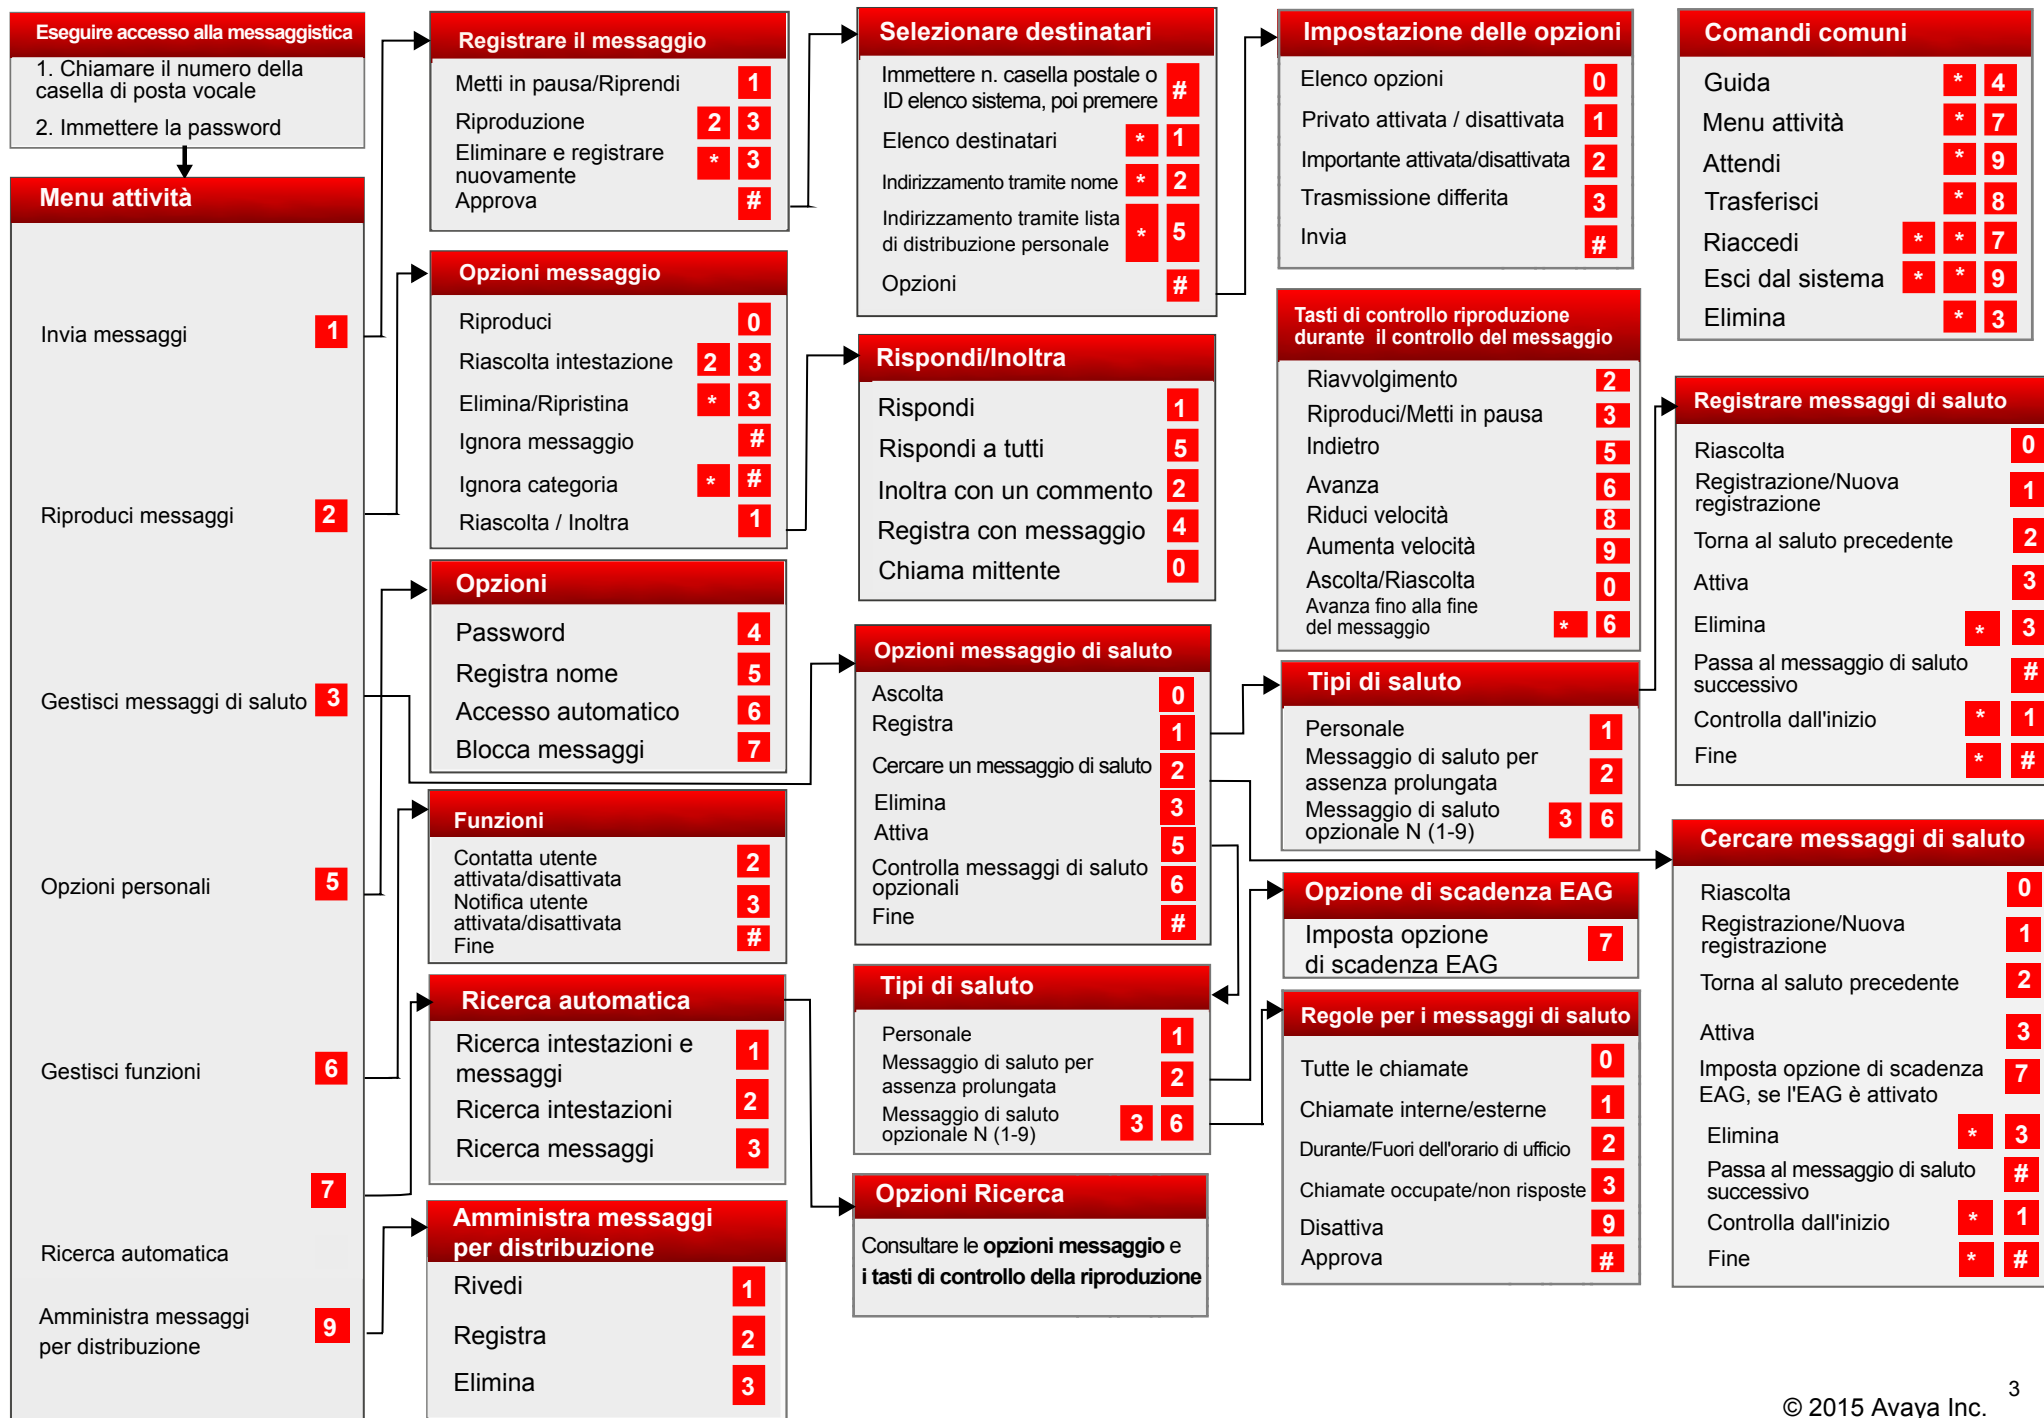 Eseguire accesso alla messaggistica
1. Chiamare il numero della
casella di posta vocale
2. Immettere la password
Menu attività
Invia messaggi 1
Riproduci messaggi 2
Gestisci messaggi di saluto 3
Opzioni personali 5
Gestisci funzioni 6
7
Ricerca automatica
Amministra messaggi
per distribuzione 9
Registrare il messaggio
Metti in pausa/Riprendi 1
Riproduzione 2 3
Eliminare e registrare
nuovamente * 3
Approva #
Opzioni messaggio
Riproduci 0
Riascolta intestazione 2 3
Elimina/Ripristina * 3
Ignora messaggio #
Ignora categoria * #
Riascolta / Inoltra 1
Opzioni
Password 4
Registra nome 5
Accesso automatico 6
Blocca messaggi 7
Funzioni
Contatta utente
attivata/disattivata 2
Notifica utente
attivata/disattivata 3
Fine #
Ricerca automatica
Ricerca intestazioni e
messaggi 1
Ricerca intestazioni 2
Ricerca messaggi 3
Amministra messaggi
per distribuzione
Rivedi 1
Registra 2
Elimina 3
Selezionare destinatari
Immettere n. casella postale o
ID elenco sistema, poi premere #
Elenco destinatari * 1
Indirizzamento tramite nome * 2
Indirizzamento tramite lista
di distribuzione personale * 5
Opzioni #
Rispondi/Inoltra
Rispondi 1
Rispondi a tutti 5
Inoltra con un commento 2
Registra con messaggio 4
Chiama mittente 0
Opzioni messaggio di saluto
Ascolta 0
Registra 1
Cercare un messaggio di saluto 2
Elimina 3
Attiva 5
Controlla messaggi di saluto
opzionali 6
Fine #
Tipi di saluto
Personale 1
Messaggio di saluto per
assenza prolungata 2
Messaggio di saluto
opzionale N (1-9) 3 6
Opzioni Ricerca
Consultare le opzioni messaggio e
i tasti di controllo della riproduzione
Impostazione delle opzioni
Elenco opzioni 0
Privato attivata / disattivata 1
Importante attivata/disattivata 2
Trasmissione differita 3
Invia #
Tasti di controllo riproduzione
durante il controllo del messaggio
Riavvolgimento 2
Riproduci/Metti in pausa 3
Indietro 5
Avanza 6
Riduci velocità 8
Aumenta velocità 9
Ascolta/Riascolta 0
Avanza fino alla fine
del messaggio * 6
Tipi di saluto
Personale 1
Messaggio di saluto per
assenza prolungata 2
Messaggio di saluto
opzionale N (1-9) 3 6
Opzione di scadenza EAG
Imposta opzione
di scadenza EAG 7
Regole per i messaggi di saluto
Tutte le chiamate 0
Chiamate interne/esterne 1
Durante/Fuori dell'orario di ufficio 2
Chiamate occupate/non risposte 3
Disattiva 9
Approva #
Comandi comuni
Guida * 4
Menu attività * 7
Attendi * 9
Trasferisci * 8
Riaccedi * * 7
Esci dal sistema * * 9
Elimina * 3
Registrare messaggi di saluto
Riascolta 0
Registrazione/Nuova
registrazione 1
Torna al saluto precedente 2
Attiva 3
Elimina * 3
Passa al messaggio di saluto
successivo #
Controlla dall'inizio * 1
Fine * #
Cercare messaggi di saluto
Riascolta 0
Registrazione/Nuova
registrazione 1
Torna al saluto precedente 2
Attiva 3
Imposta opzione di scadenza
EAG, se l'EAG è attivato 7
Elimina * 3
Passa al messaggio di saluto
successivo #
Controlla dall'inizio * 1
Fine * #
3
© 2015 Avaya Inc.